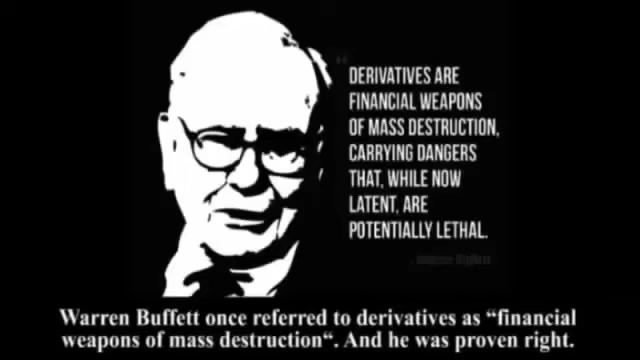 “
DERIVATIVES ARE
FINANCIAL WEAPONS
OF MASS DESTRUCTION,
CARRYING DANGERS
THAT, WHILE NOW
LATENT, ARE
POTENTIALLY LETHAL.
Warren Buffett once referred to derivatives as “financial
weapons of mass destruction“. And he was proven right.